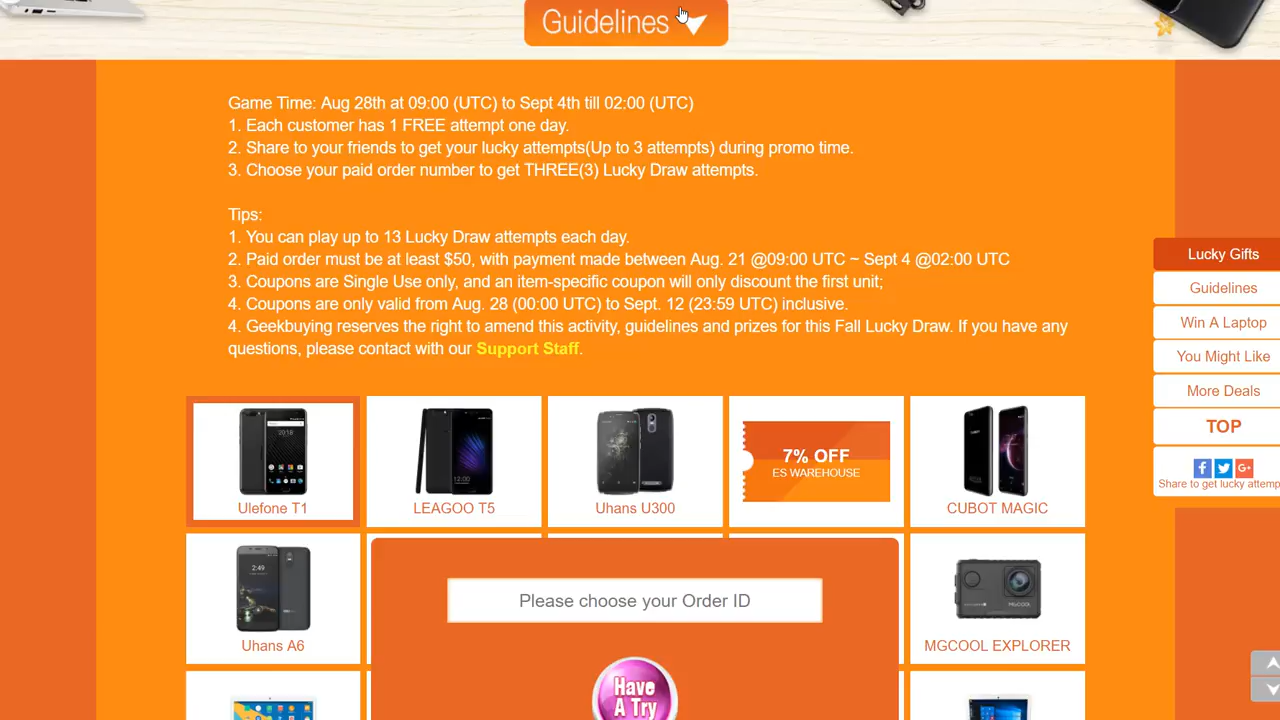 Guidelines
Game Time: Aug 28th at 09:00 (UTC) to Sept 4th till 02:00 (UTC)
1. Each customer has 1 FREE attempt one day.
2. Share to your friends to get your lucky attempts(Up to 3 attempts) during promo time.
3. Choose your paid order number to get THREE(3) Lucky Draw attempts.
Tips:
1. You can play up to 13 Lucky Draw attempts each day.
2. Paid order must be at least $50, with payment made between Aug. 21 @09:00 UTC ~ Sept 4 @02:00 UTC
3. Coupons are Single Use only, and an item-specific coupon will only discount the first unit;
4. Coupons are only valid from Aug. 28 (00:00 UTC) to Sept. 12 (23:59 UTC) inclusive.
4. Geekbuying reserves the right to amend this activity, guidelines and prizes for this Fall Lucky Draw. If you have any
questions, please contact with our Support Staff.
Lucky Gifts
Guidelines
Win A Laptop
You Might Like
More Deals
TOP
Share to get lucky attemp
7% OFF
ES WAREHOUSE
Ulefone T1
LEAGOO T5
Uhans U300
CUBOT MAGIC
2:49
MGCOOL
Uhans A6
MGCOOL EXPLORER
Please choose your Order ID
Have
A Try